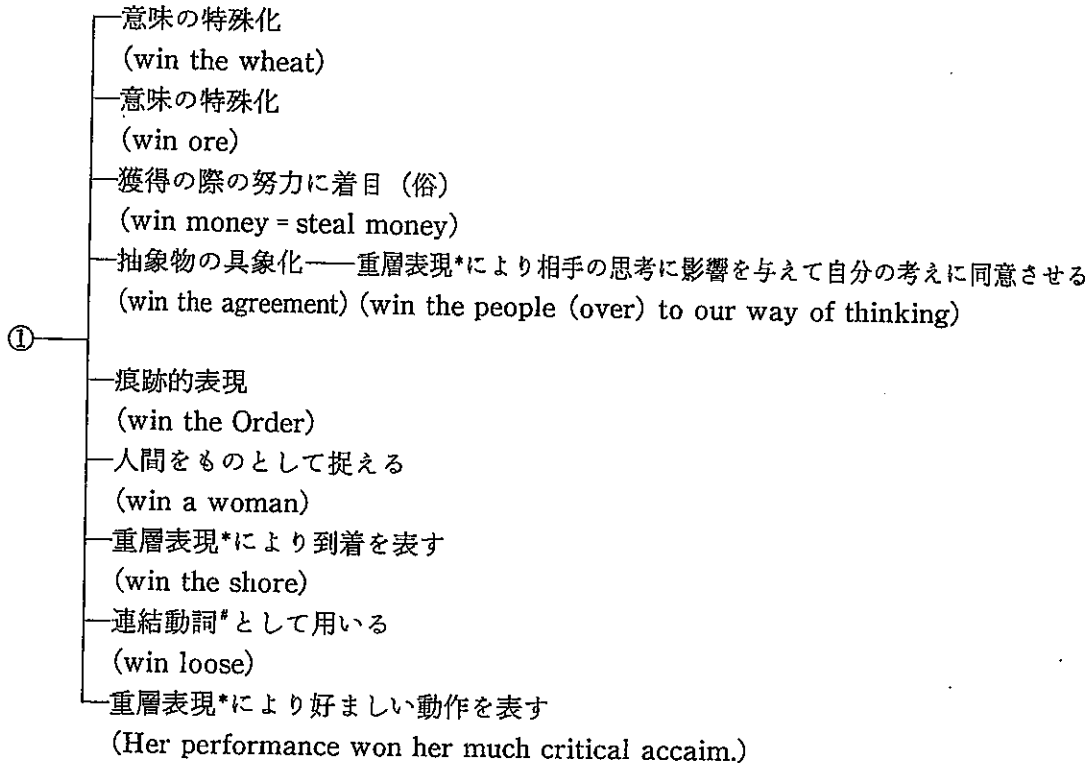 意味の特殊化
(win the wheat)
意味の特殊化
(win ore)
獲得の際の努力に着目（俗）
(win money = steal money)
抽象物の具象化——重層表現*により相手の思考に影響を与えて自分の考えに同意させる
(win the agreement) (win the people (over) to our way of thinking)
①
痕跡的表現
(win the Order)
人間をものとして捉える
(win a woman)
重層表現*により到着を表す
(win the shore)
連結動詞#として用いる
(win loose)
重層表現*により好ましい動作を表す
(Her performance won her much critical accaim.)